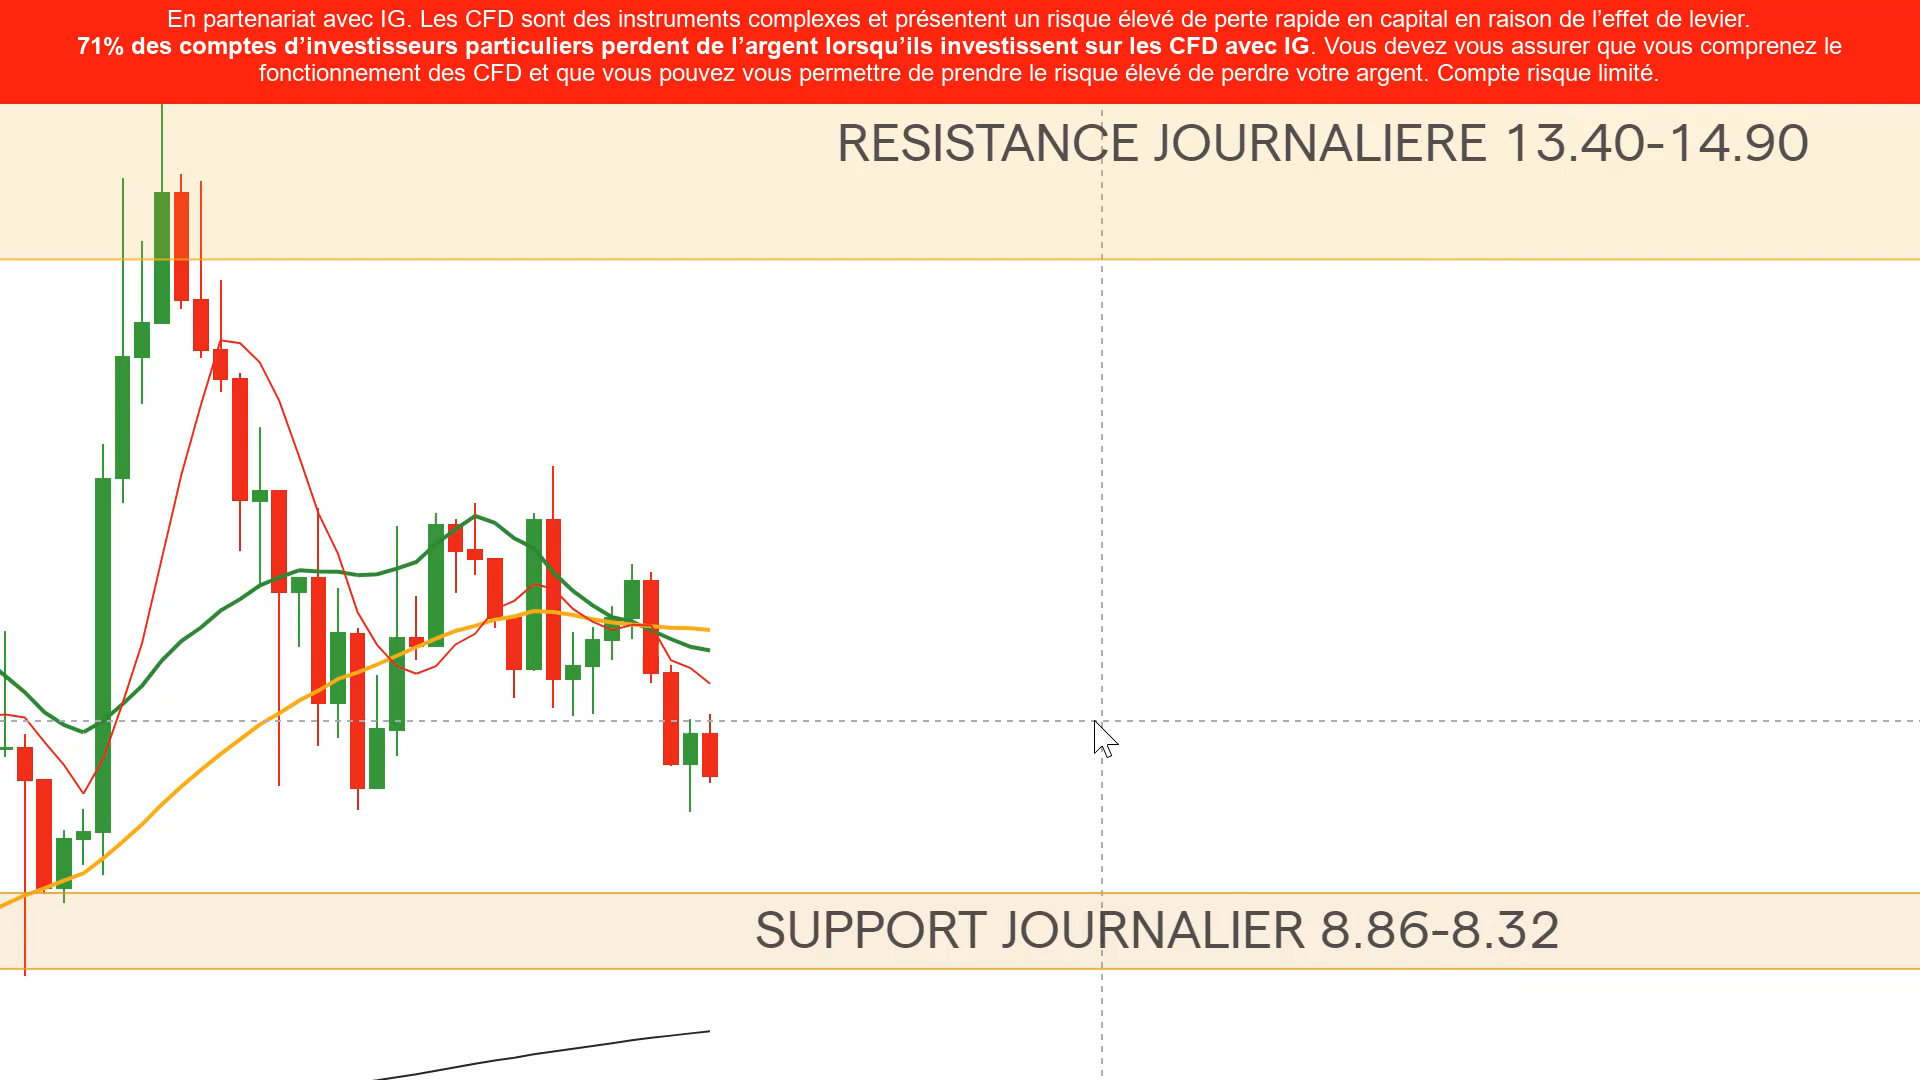 En partenariat avec IG. Les CFD sont des instruments complexes et présentent un risque élevé de perte rapide en capital en raison de l’effet de levier.
71% des comptes d’investisseurs particuliers perdent de l’argent lorsqu’ils investissent sur les CFD avec IG. Vous devez vous assurer que vous comprenez le
fonctionnement des CFD et que vous pouvez vous permettre de prendre le risque élevé de perdre votre argent. Compte risque limité.
RESISTANCE JOURNALIERE 13.40-14.90
SUPPORT JOURNALIER 8.86-8.32